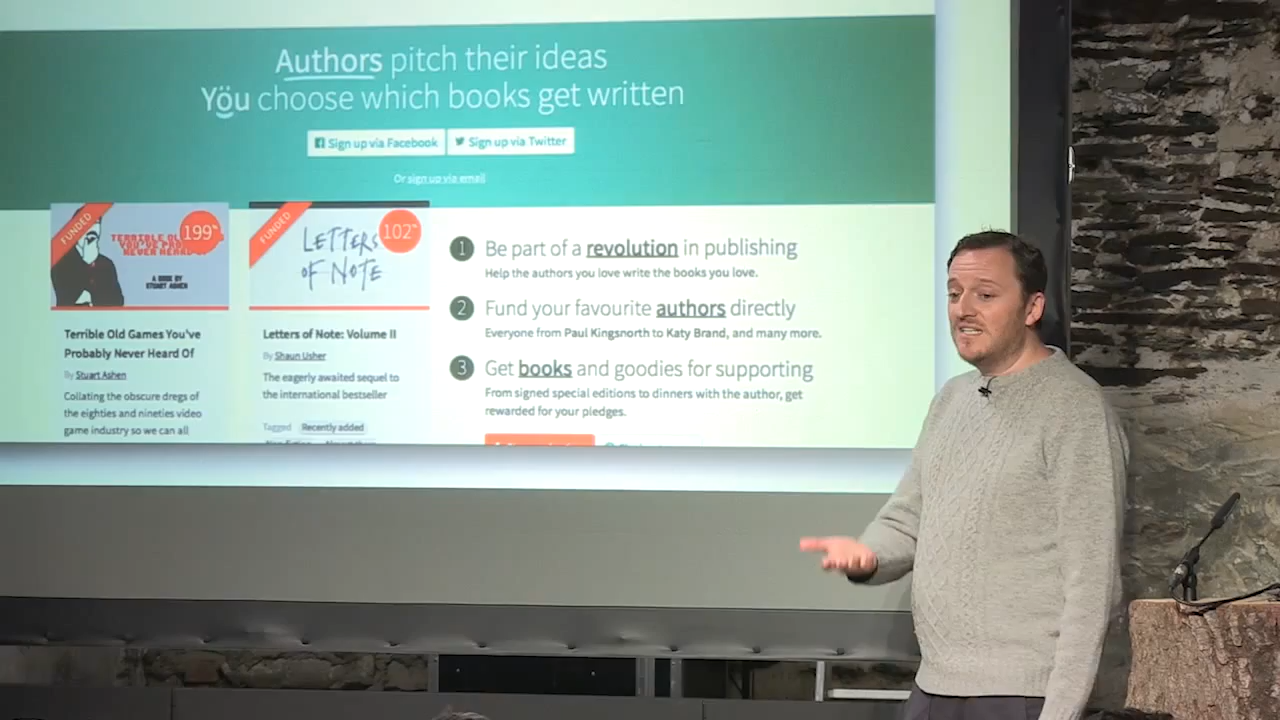 Authors pitch their ideas
Yöu choose which books get written
Sign up via Facebook
Sign up via Twitter
Or sign up via email
FUNDED
199%
TERRIBLE
NEVER HEARD
A BOOK BY
STUART ASHEN
Terrible Old Games You've
Probably Never Heard Of
By Stuart Ashen
Collating the obscure dregs of
the eighties and nineties video
game industry so we can all
FUNDED
102%
LETTERS
OF NOTE
Letters of Note: Volume II
By Shaun Usher
The eagerly awaited sequel to
the international bestseller
Tagged Recently added
1 Be part of a revolution in publishing
Help the authors you love write the books you love.
2 Fund your favourite authors directly
Everyone from Paul Kingsnorth to Katy Brand, and many more.
3 Get books and goodies for supporting
From signed special editions to dinners with the author, get
rewarded for your pledges.